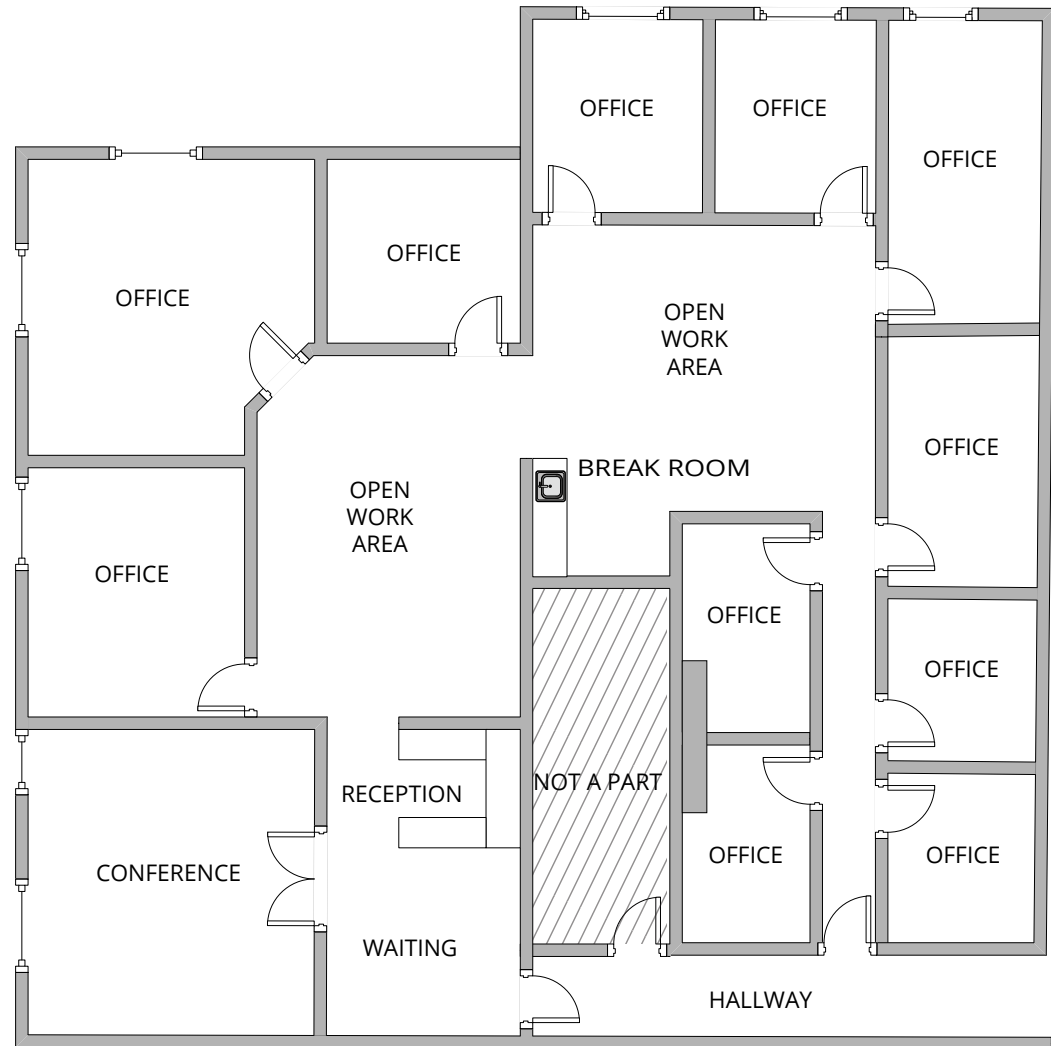 OFFICE
OFFICE
OFFICE
OFFICE
OFFICE
OPEN
WORK
AREA
OFFICE
BREAK ROOM
OPEN
WORK
AREA
OFFICE
OFFICE
OFFICE
RECEPTION
NOT A PART
OFFICE
OFFICE
CONFERENCE
WAITING
HALLWAY